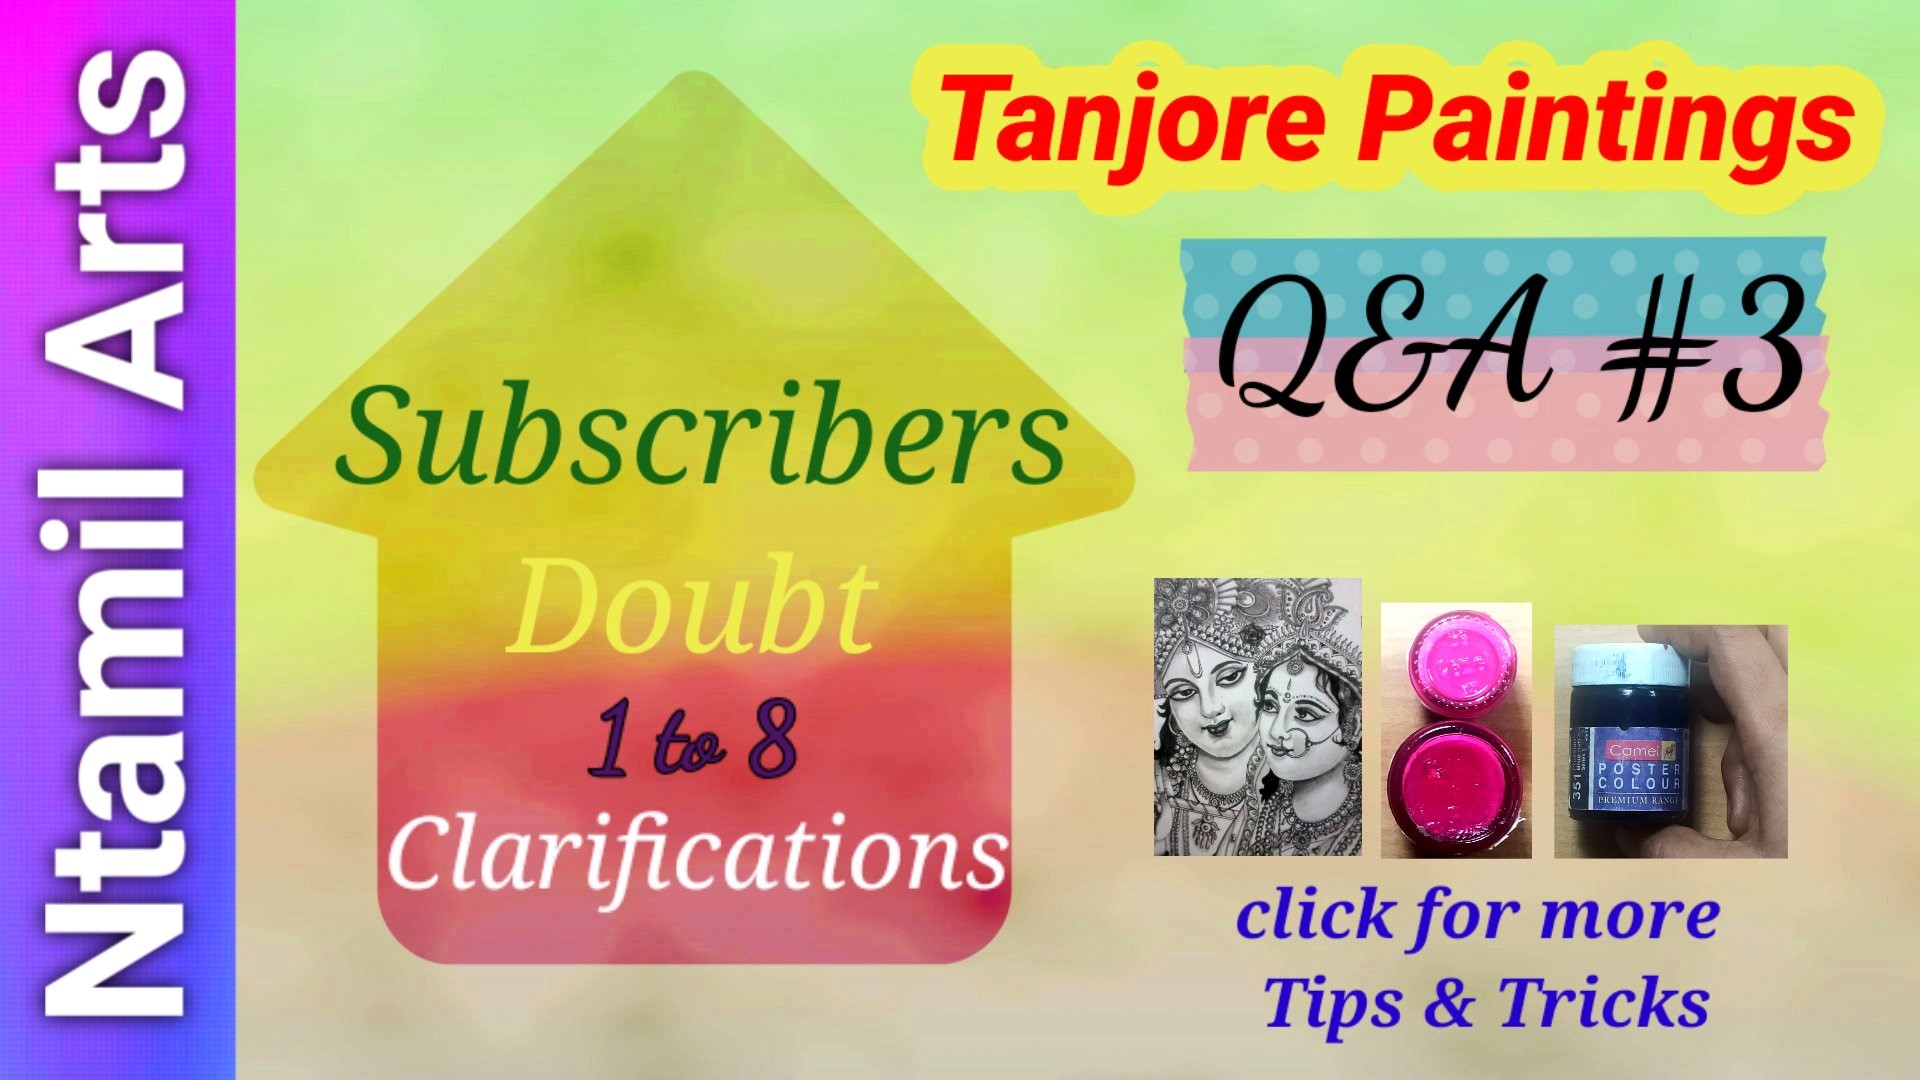 Ntamil Arts
Tanjore Paintings
Q&A #3
Subscribers
Doubt
1 to 8
Clarifications
351
Camel
POSTER
COLOUR
PREMIUM RANGE
click for more
Tips & Tricks